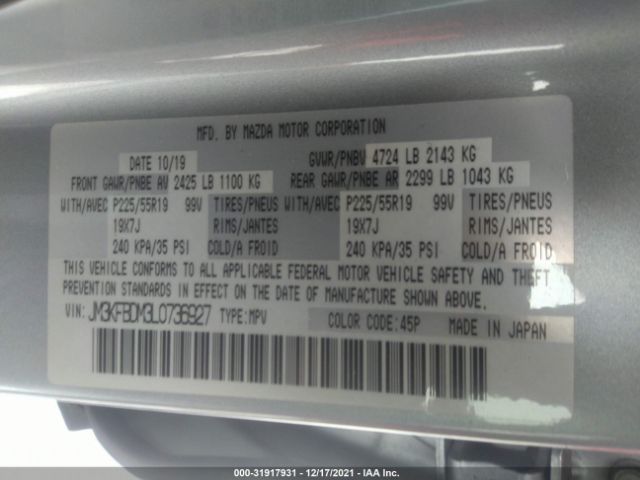 MFD. BY MAZDA MOTOR CORPORATION
DATE 10/19 GVWR/PNBV 4724 LB 2143 KG
FRONT GAWR/PNBE AV 2425 LB 1100 KG REAR GAWR/PNBE AR 2299 LB 1043 KG
WITH/AVEC P225/55R19 99V TIRES/PNEUS WITH/AVEC P225/55R19 99V TIRES/PNEUS
19X7J RIMS/JANTES 19X7J RIMS/JANTES
240 KPA/35 PSI COLD/A FROID 240 KPA/35 PSI COLD/A FROID
THIS VEHICLE CONFORMS TO ALL APPLICABLE FEDERAL MOTOR VEHICLE SAFETY AND THEFT
PREVENTION STANDARDS IN EFFECT ON THE DATE OF MANUFACTURE SHOWN ABOVE.
VIN: JM3KFBDM3L0736927 TYPE:MPV COLOR CODE:45P MADE IN JAPAN
000-31917931 - 12/17/2021 - IAA Inc.